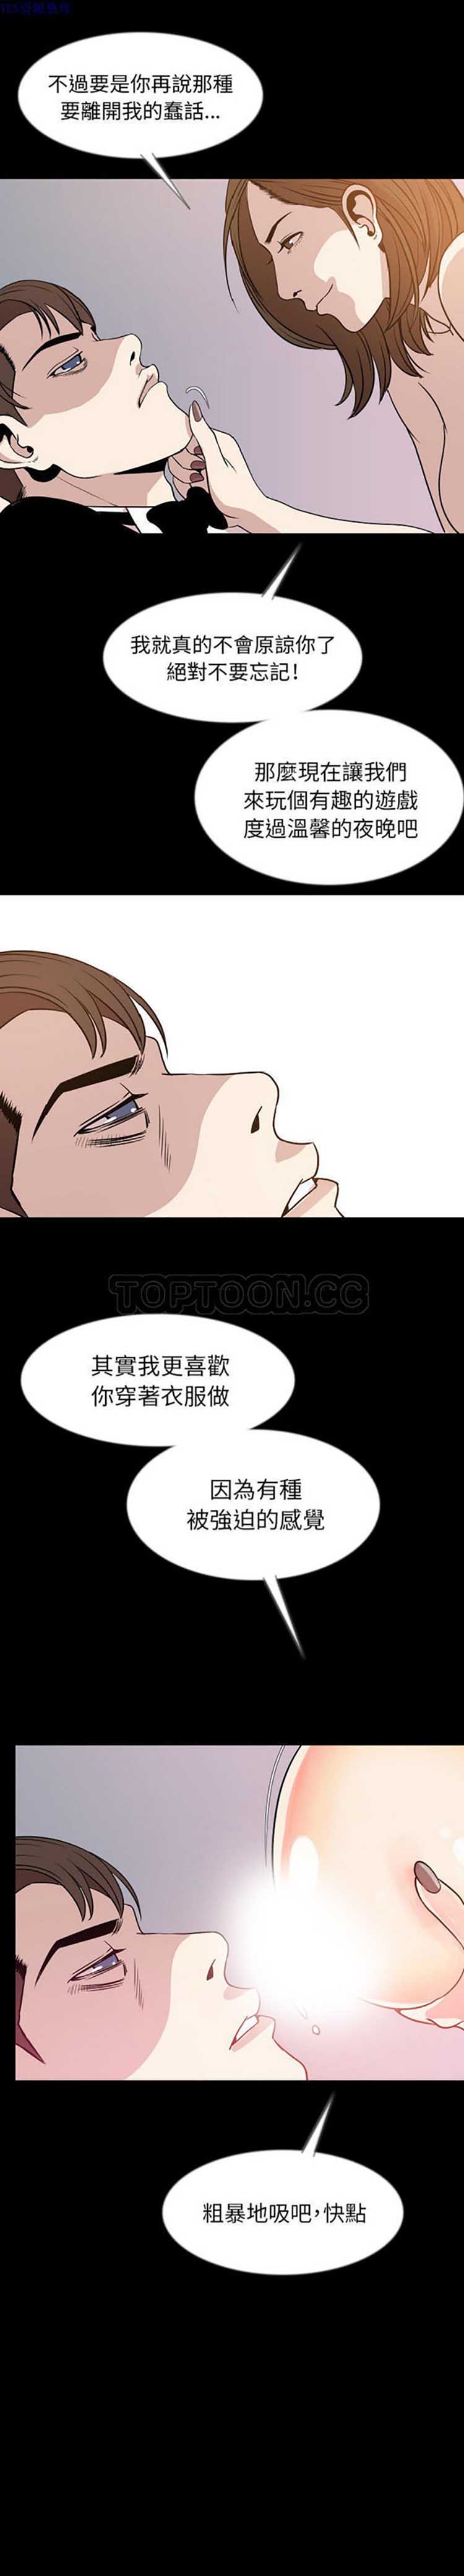 不過要是你再說那種
要離開我的蠢話...
我就真的不會原諒你了
絕對不要忘記!
那麼現在讓我們
來玩個有趣的遊戲
度過溫馨的夜晚吧
TOPTOON.CC
其實我更喜歡
你穿著衣服做
因為有種
被強迫的感覺
粗暴地吸吧,快點